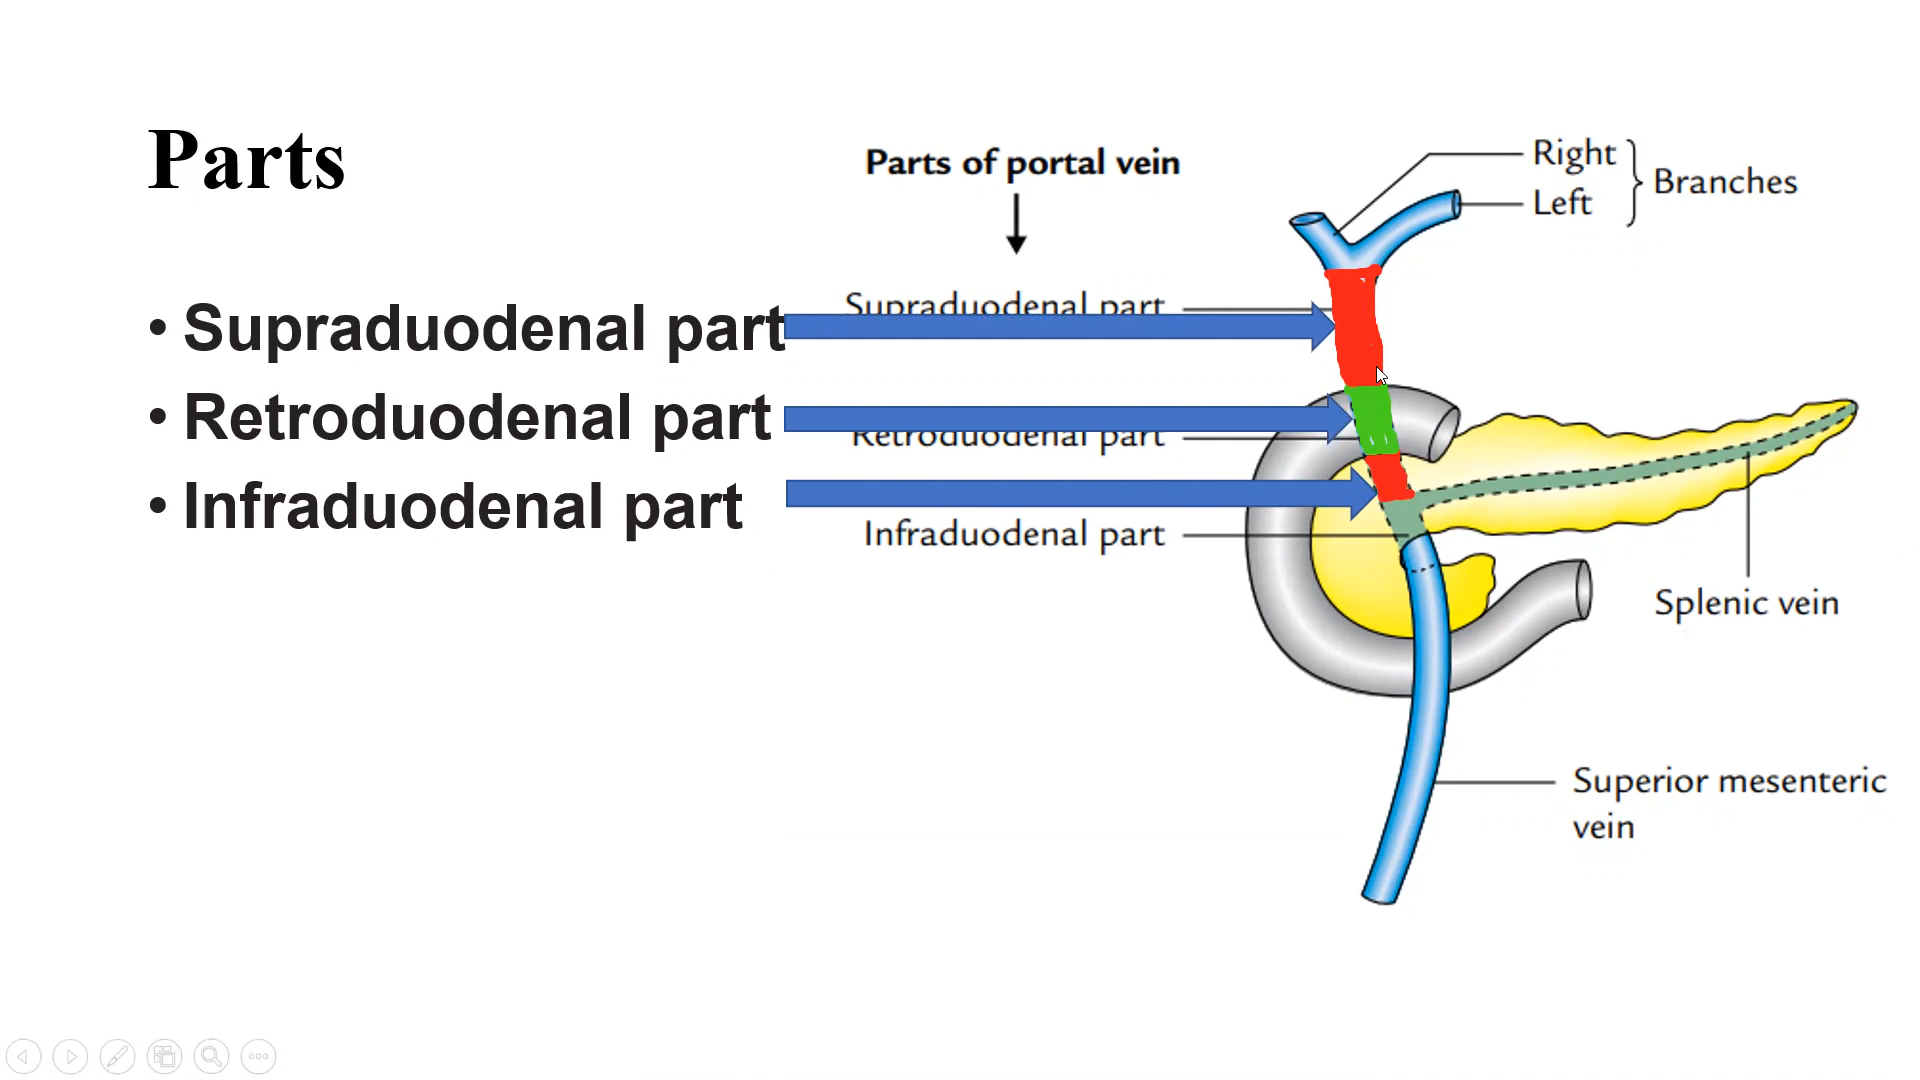 Parts
• Supraduodenal part
• Retroduodenal part
• Infraduodenal part
Parts of portal vein
Supraduodenal part
Retroduodenal part
Infraduodenal part
Right
Left
Branches
Splenic vein
Superior mesenteric
vein